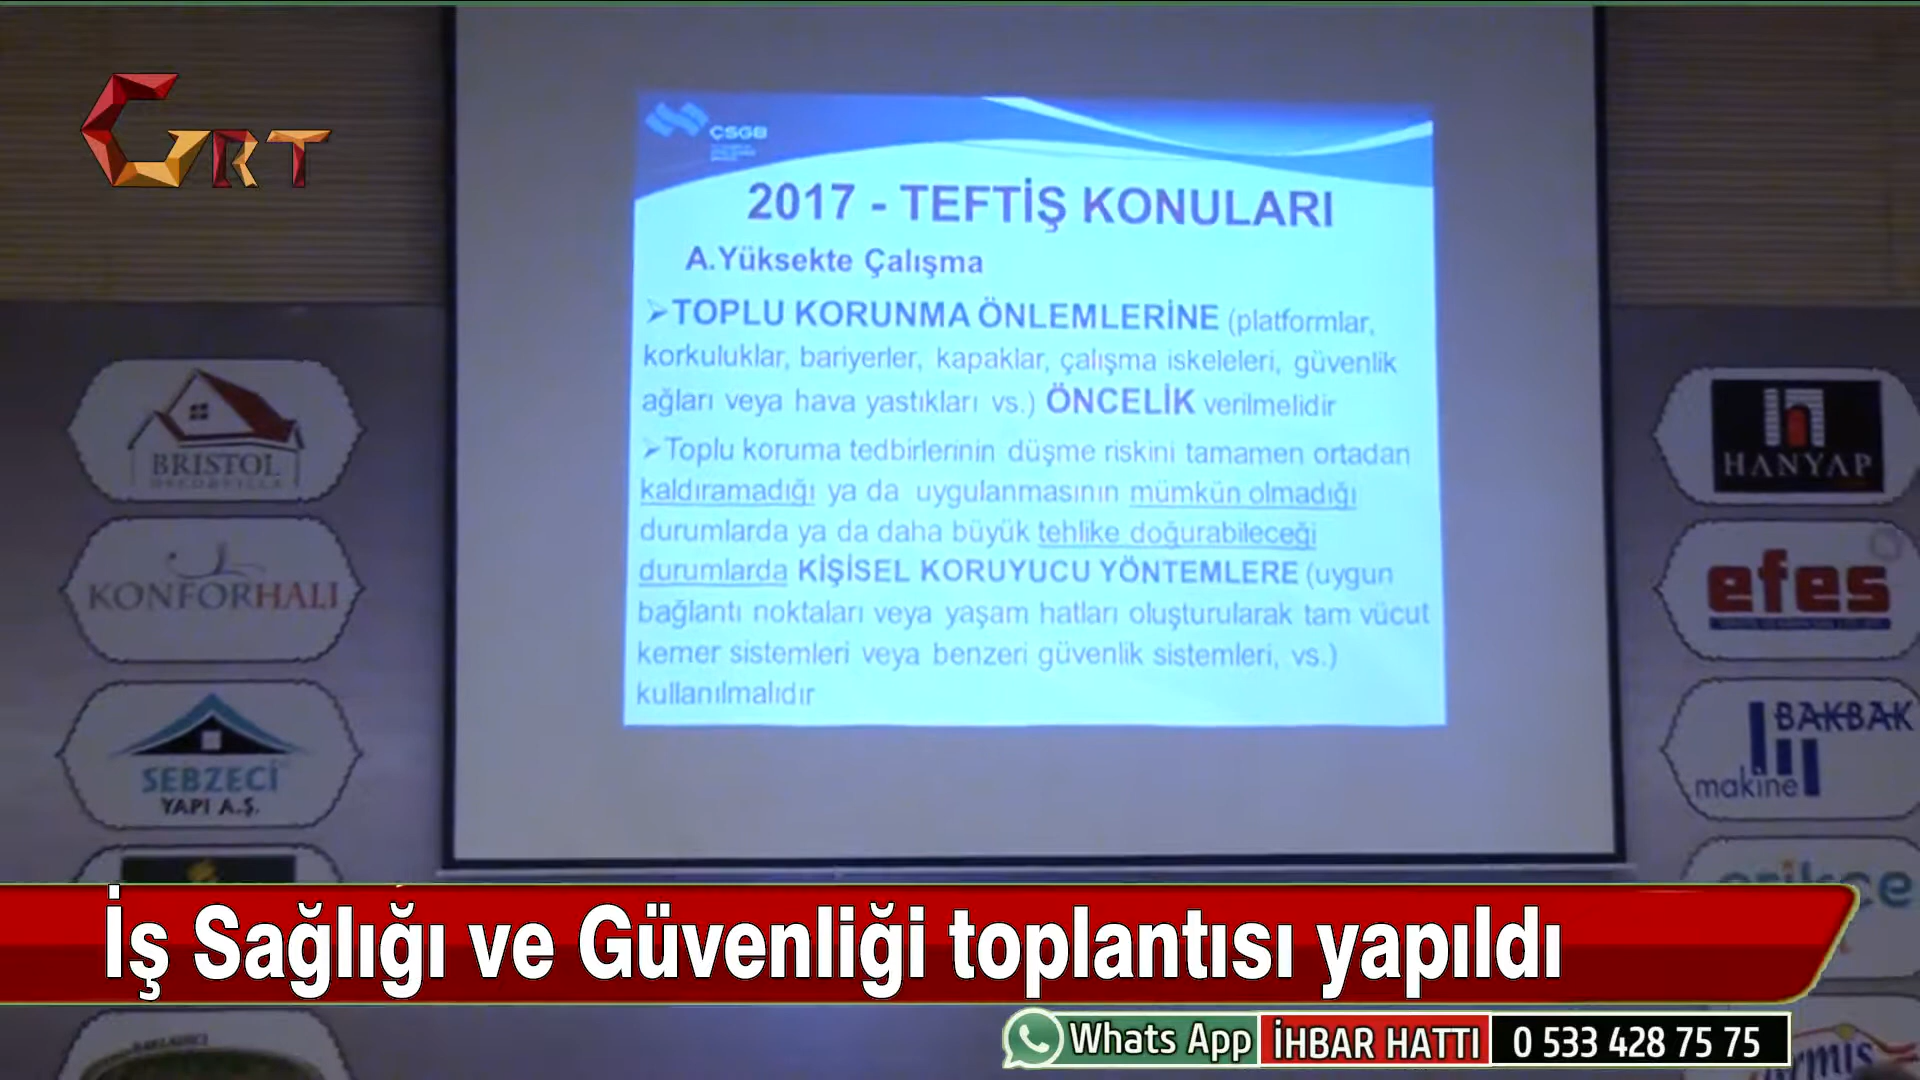 GRT
ÇSGB
2017 - TEFTİŞ KONULARI
A.Yüksekte Çalışma
➢TOPLU KORUNMA ÖNLEMLERİNE (platformlar,
korkuluklar, bariyerler, kapaklar, çalışma iskeleleri, güvenlik
ağları veya hava yastıkları vs.) ÖNCELİK verilmelidir
➢Toplu koruma tedbirlerinin düşme riskini tamamen ortadan
kaldıramadığı ya da uygulanmasının mümkün olmadığı
durumlarda ya da daha büyük tehlike doğurabileceği
durumlarda KİŞİSEL KORUYUCU YÖNTEMLERE (uygun
bağlantı noktaları veya yaşam hatları oluşturularak tam vücut
kemer sistemleri veya benzeri güvenlik sistemleri, vs.)
kullanılmalıdır
BRISTOL
KONFORHALI
SEBZECİ
YAPI A.Ş.
HANYAP
efes
BAKBAK
makine
İş Sağlığı ve Güvenliği toplantısı yapıldı
Whats App İHBAR HATTI 0 533 428 75 75